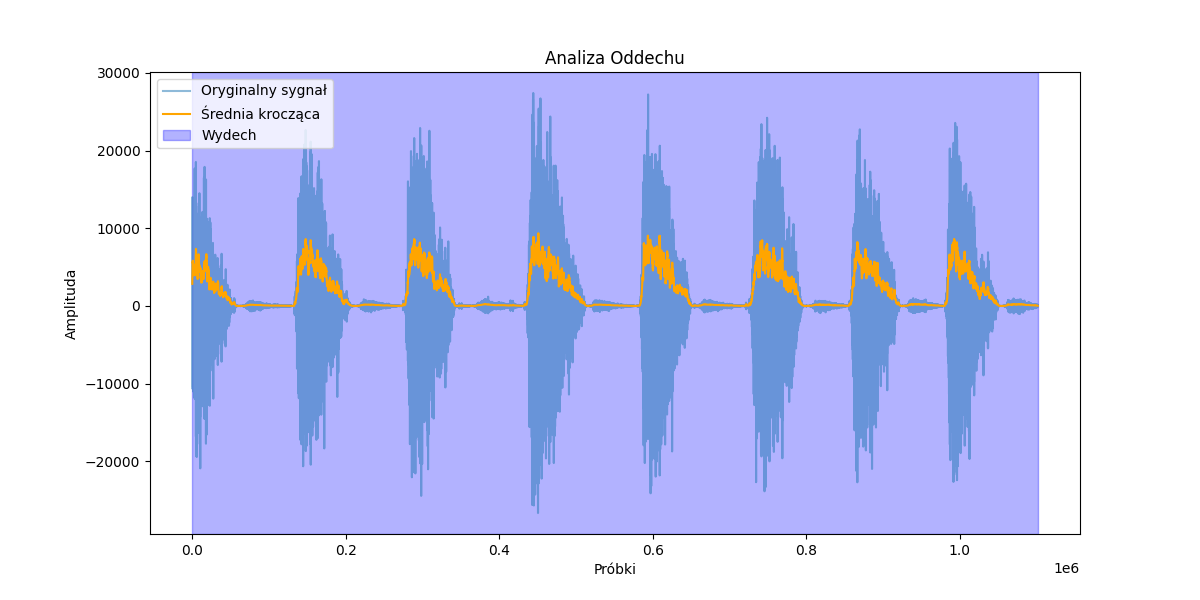 Analiza Oddechu
Oryginalny sygnał
Średnia krocząca
Wydech
Amplituda
30000
20000
10000
0
−10000
−20000
0.0 0.2 0.4 0.6 0.8 1.0
1e6
Próbki